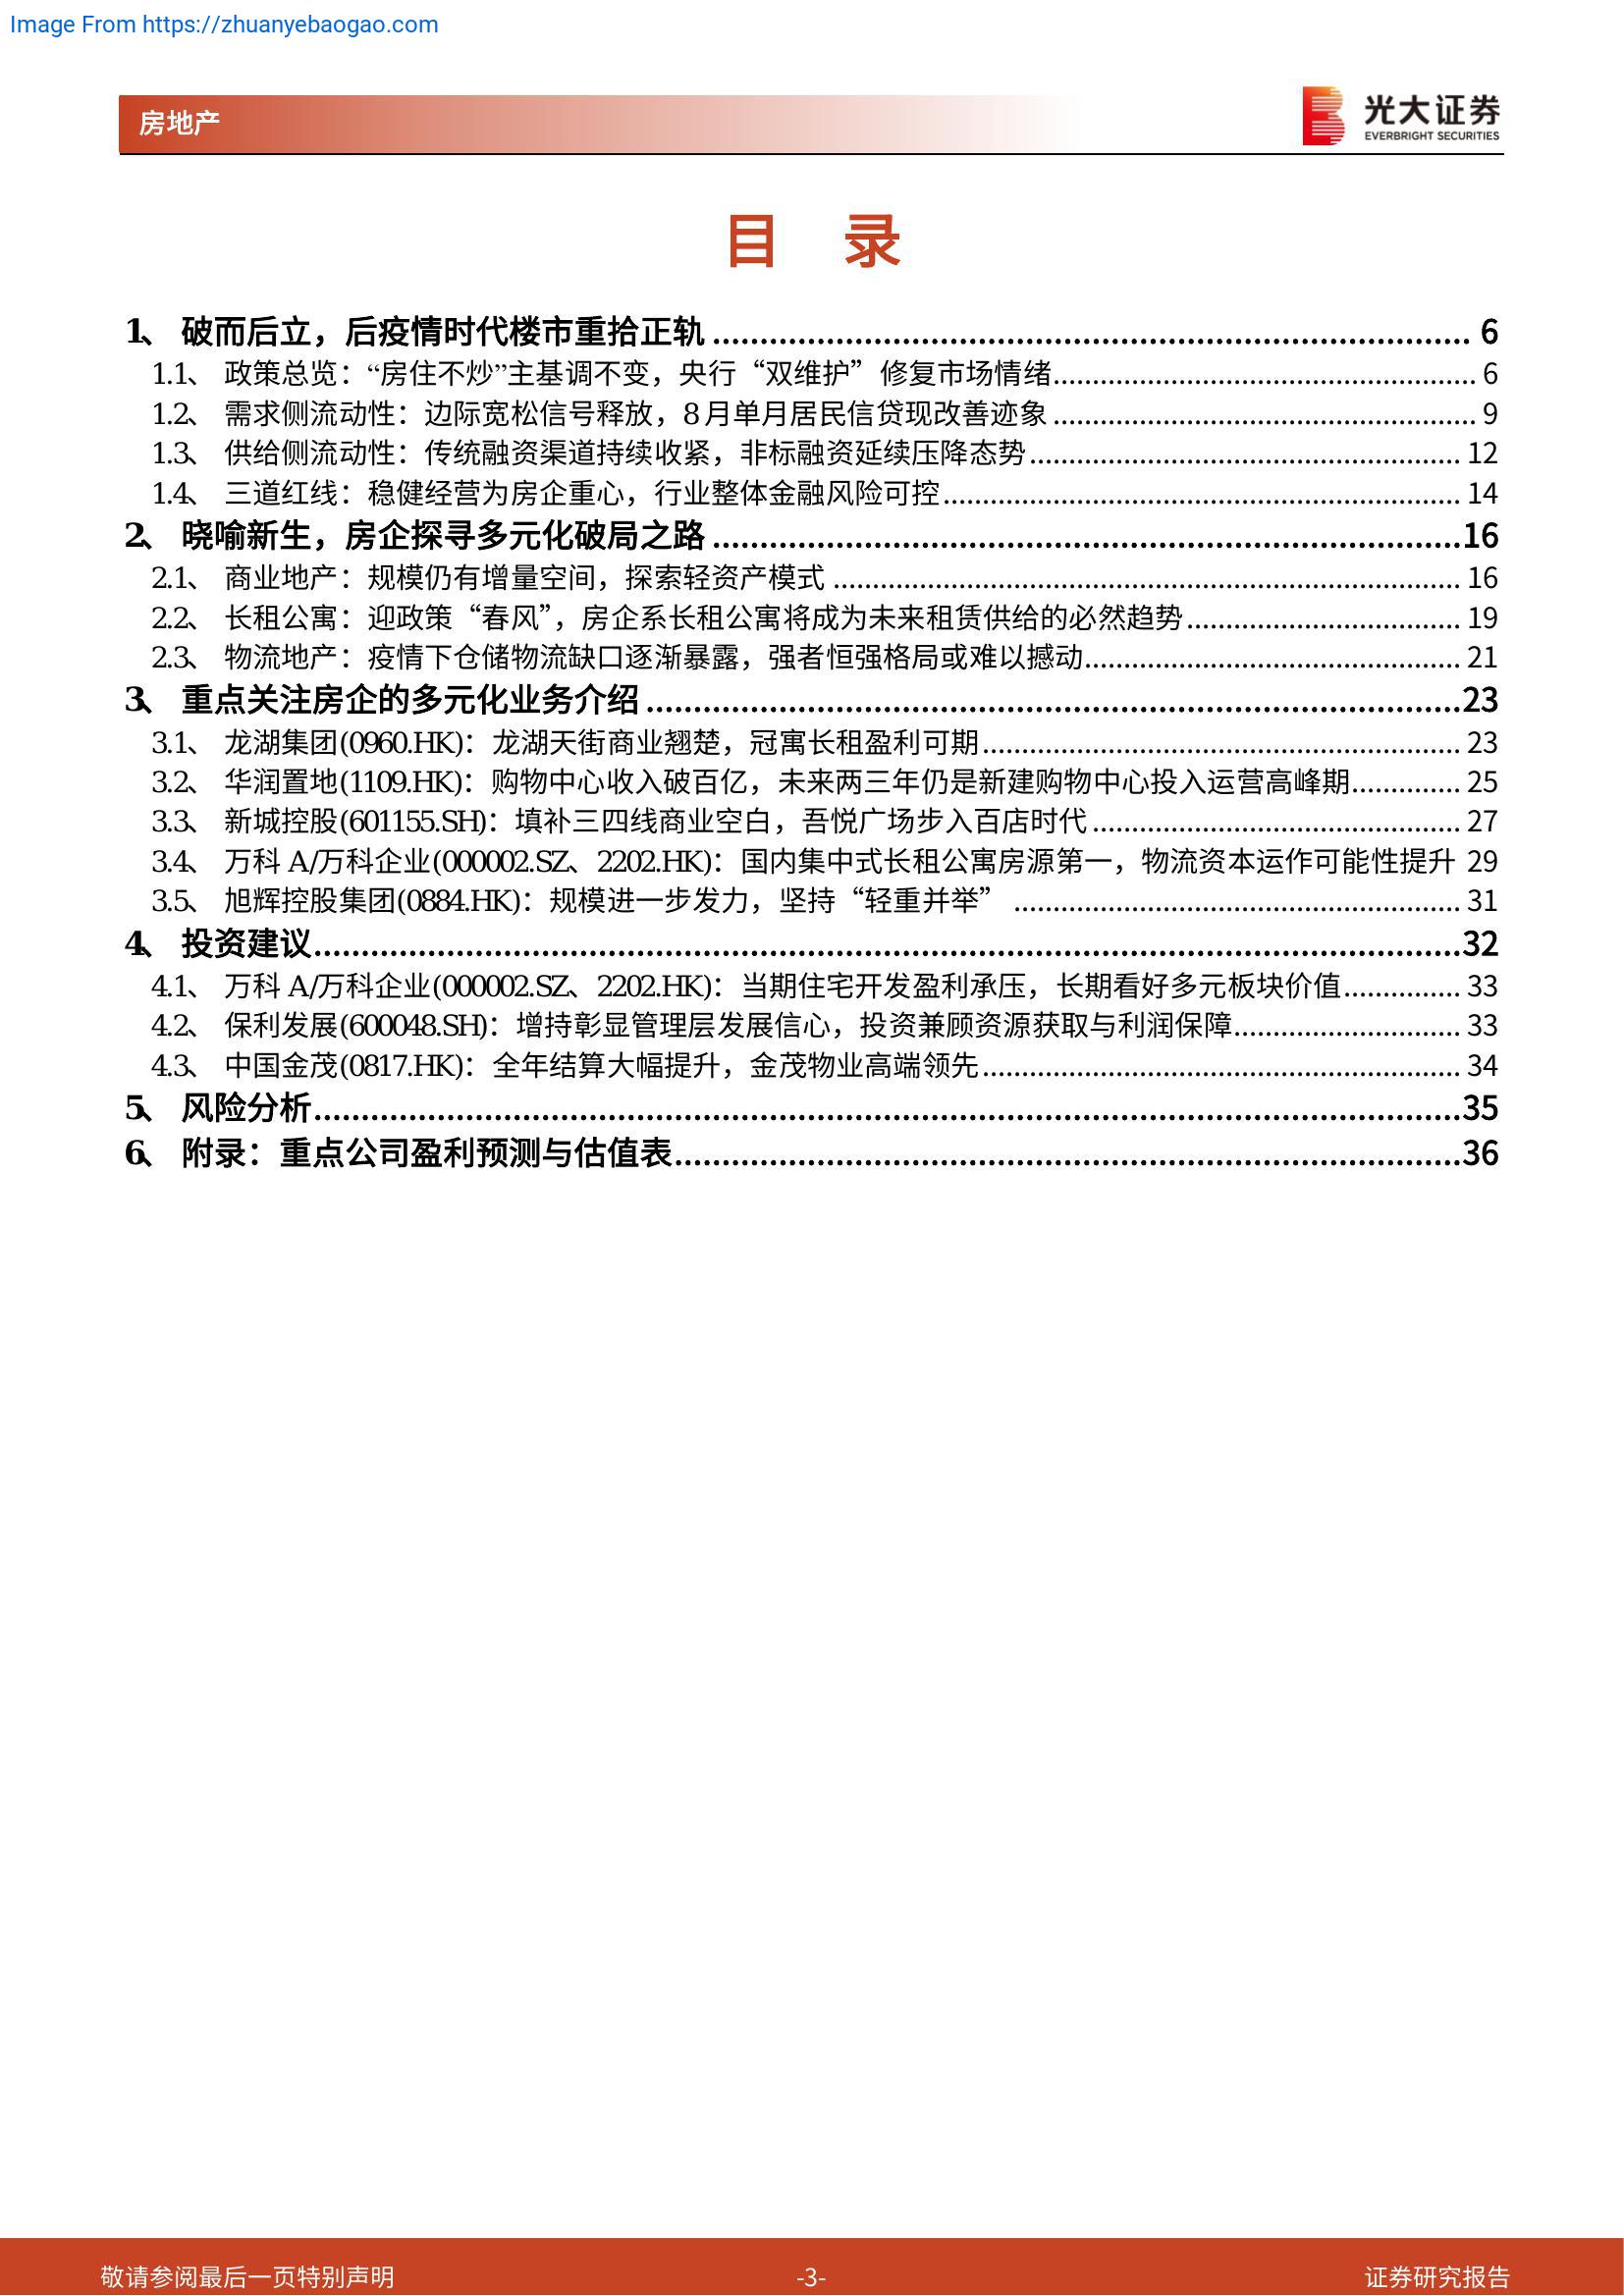 Image From https://zhuanyebaogao.com
房地产
光大证券
EVERBRIGHT SECURITIES
目 录
1、 破而后立，后疫情时代楼市重拾正轨 ........ 6
1.1、 政策总览：“房住不炒”主基调不变，央行“双维护”修复市场情绪........ 6
1.2、 需求侧流动性：边际宽松信号释放，8 月单月居民信贷现改善迹象 ........ 9
1.3、 供给侧流动性：传统融资渠道持续收紧，非标融资延续压降态势........ 12
1.4、 三道红线：稳健经营为房企重心，行业整体金融风险可控........ 14
2、 晓喻新生，房企探寻多元化破局之路 ........16
2.1、 商业地产：规模仍有增量空间，探索轻资产模式 ........ 16
2.2、 长租公寓：迎政策“春风”，房企系长租公寓将成为未来租赁供给的必然趋势........ 19
2.3、 物流地产：疫情下仓储物流缺口逐渐暴露，强者恒强格局或难以撼动........ 21
3、 重点关注房企的多元化业务介绍 ........23
3.1、 龙湖集团(0960.HK)：龙湖天街商业翘楚，冠寓长租盈利可期........ 23
3.2、 华润置地(1109.HK)：购物中心收入破百亿，未来两三年仍是新建购物中心投入运营高峰期........ 25
3.3、 新城控股(601155.SH)：填补三四线商业空白，吾悦广场步入百店时代 ........ 27
3.4、 万科 A/万科企业(000002.SZ、2202.HK)：国内集中式长租公寓房源第一，物流资本运作可能性提升 29
3.5、 旭辉控股集团(0884.HK)：规模进一步发力，坚持“轻重并举” ........ 31
4、 投资建议........32
4.1、 万科 A/万科企业(000002.SZ、2202.HK)：当期住宅开发盈利承压，长期看好多元板块价值........ 33
4.2、 保利发展(600048.SH)：增持彰显管理层发展信心，投资兼顾资源获取与利润保障........ 33
4.3、 中国金茂(0817.HK)：全年结算大幅提升，金茂物业高端领先........ 34
5、 风险分析........35
6、 附录：重点公司盈利预测与估值表........36
敬请参阅最后一页特别声明
-3-
证券研究报告